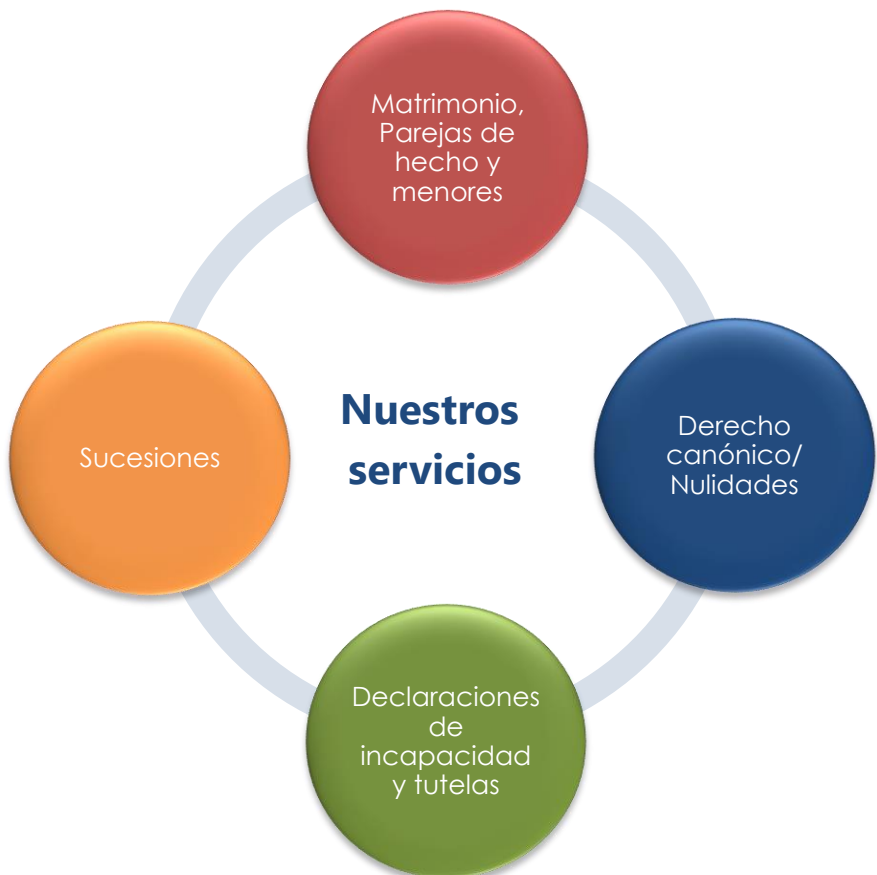 Matrimonio,
Parejas de
hecho y
menores
Nuestros
servicios
Derecho
canónico/
Nulidades
Sucesiones
Declaraciones
de
incapacidad
y tutelas